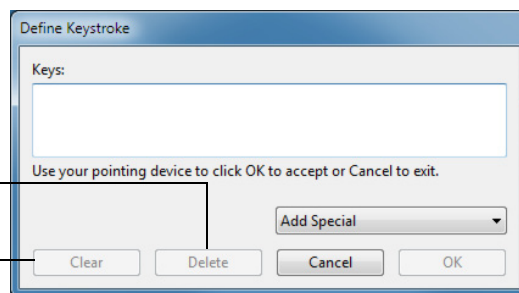 Define Keystroke
Keys:
Use your pointing device to click OK to accept or Cancel to exit.
Add Special
Clear Delete Cancel OK